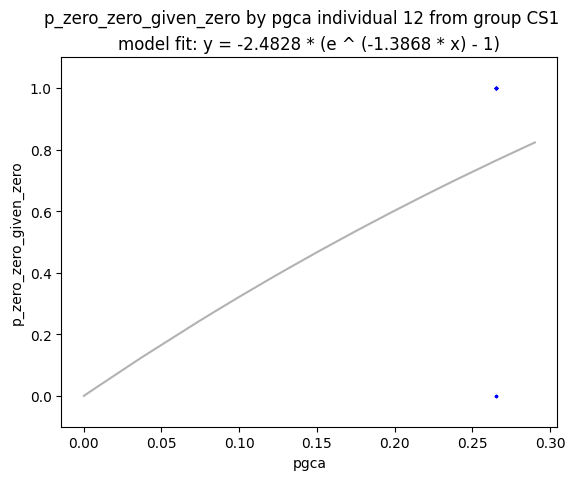 p_zero_zero_given_zero by pgca individual 12 from group CS1
model fit: y = -2.4828 * (e ^ (-1.3868 * x) - 1)
1.0
0.8
0.6
0.4
0.2
0.0
p_zero_zero_given_zero
0.00 0.05 0.10 0.15 0.20 0.25 0.30
pgca